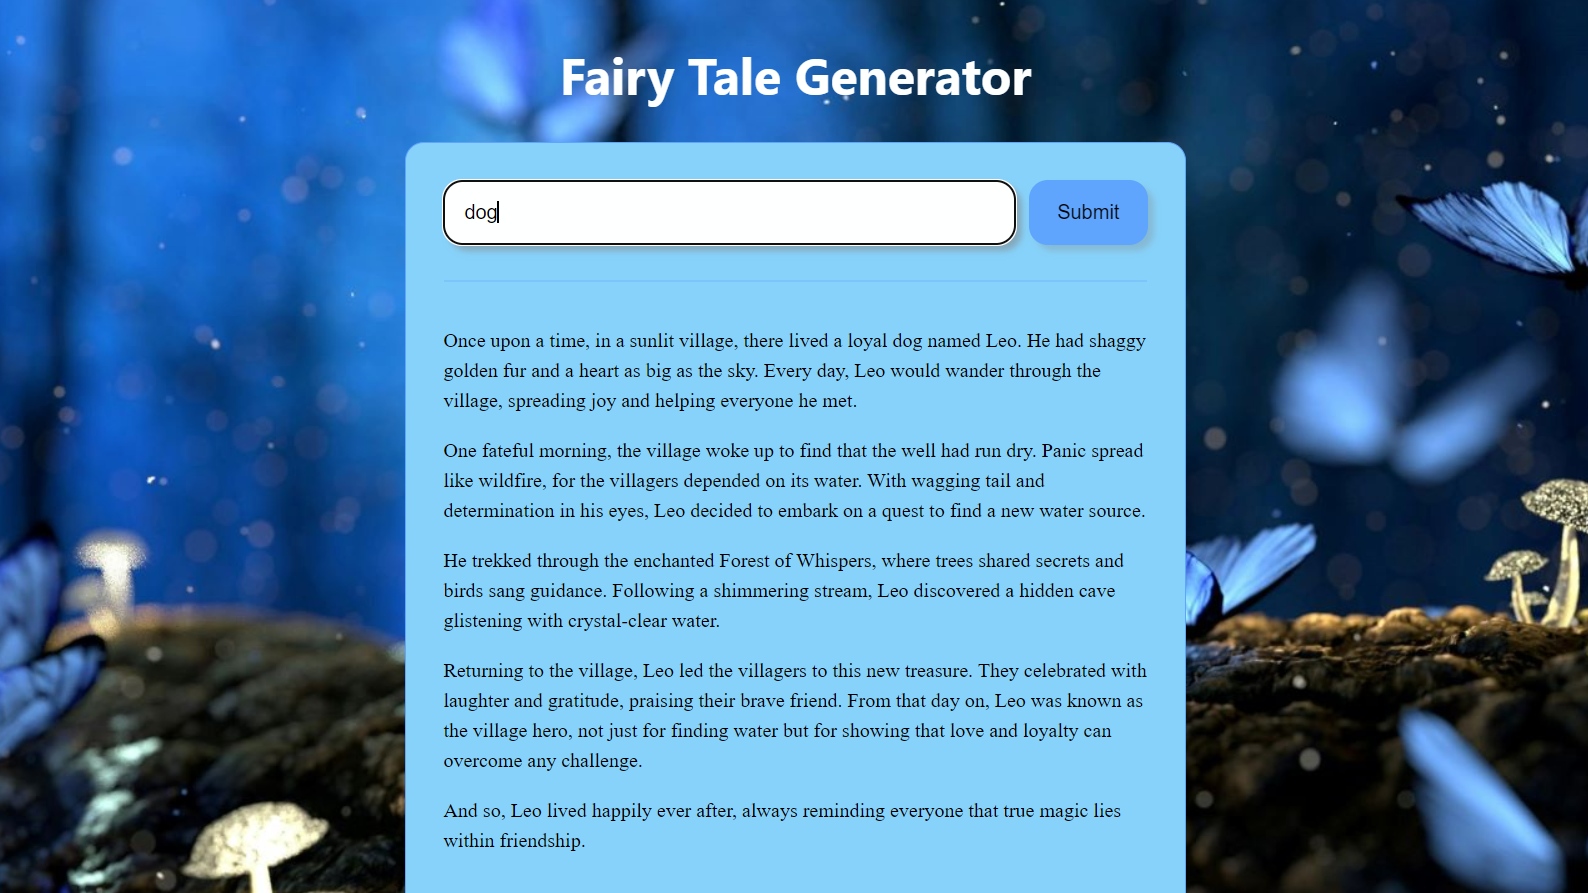 Fairy Tale Generator
dog
Submit
Once upon a time, in a sunlit village, there lived a loyal dog named Leo. He had shaggy
golden fur and a heart as big as the sky. Every day, Leo would wander through the
village, spreading joy and helping everyone he met.
One fateful morning, the village woke up to find that the well had run dry. Panic spread
like wildfire, for the villagers depended on its water. With wagging tail and
determination in his eyes, Leo decided to embark on a quest to find a new water source.
He trekked through the enchanted Forest of Whispers, where trees shared secrets and
birds sang guidance. Following a shimmering stream, Leo discovered a hidden cave
glistening with crystal-clear water.
Returning to the village, Leo led the villagers to this new treasure. They celebrated with
laughter and gratitude, praising their brave friend. From that day on, Leo was known as
the village hero, not just for finding water but for showing that love and loyalty can
overcome any challenge.
And so, Leo lived happily ever after, always reminding everyone that true magic lies
within friendship.